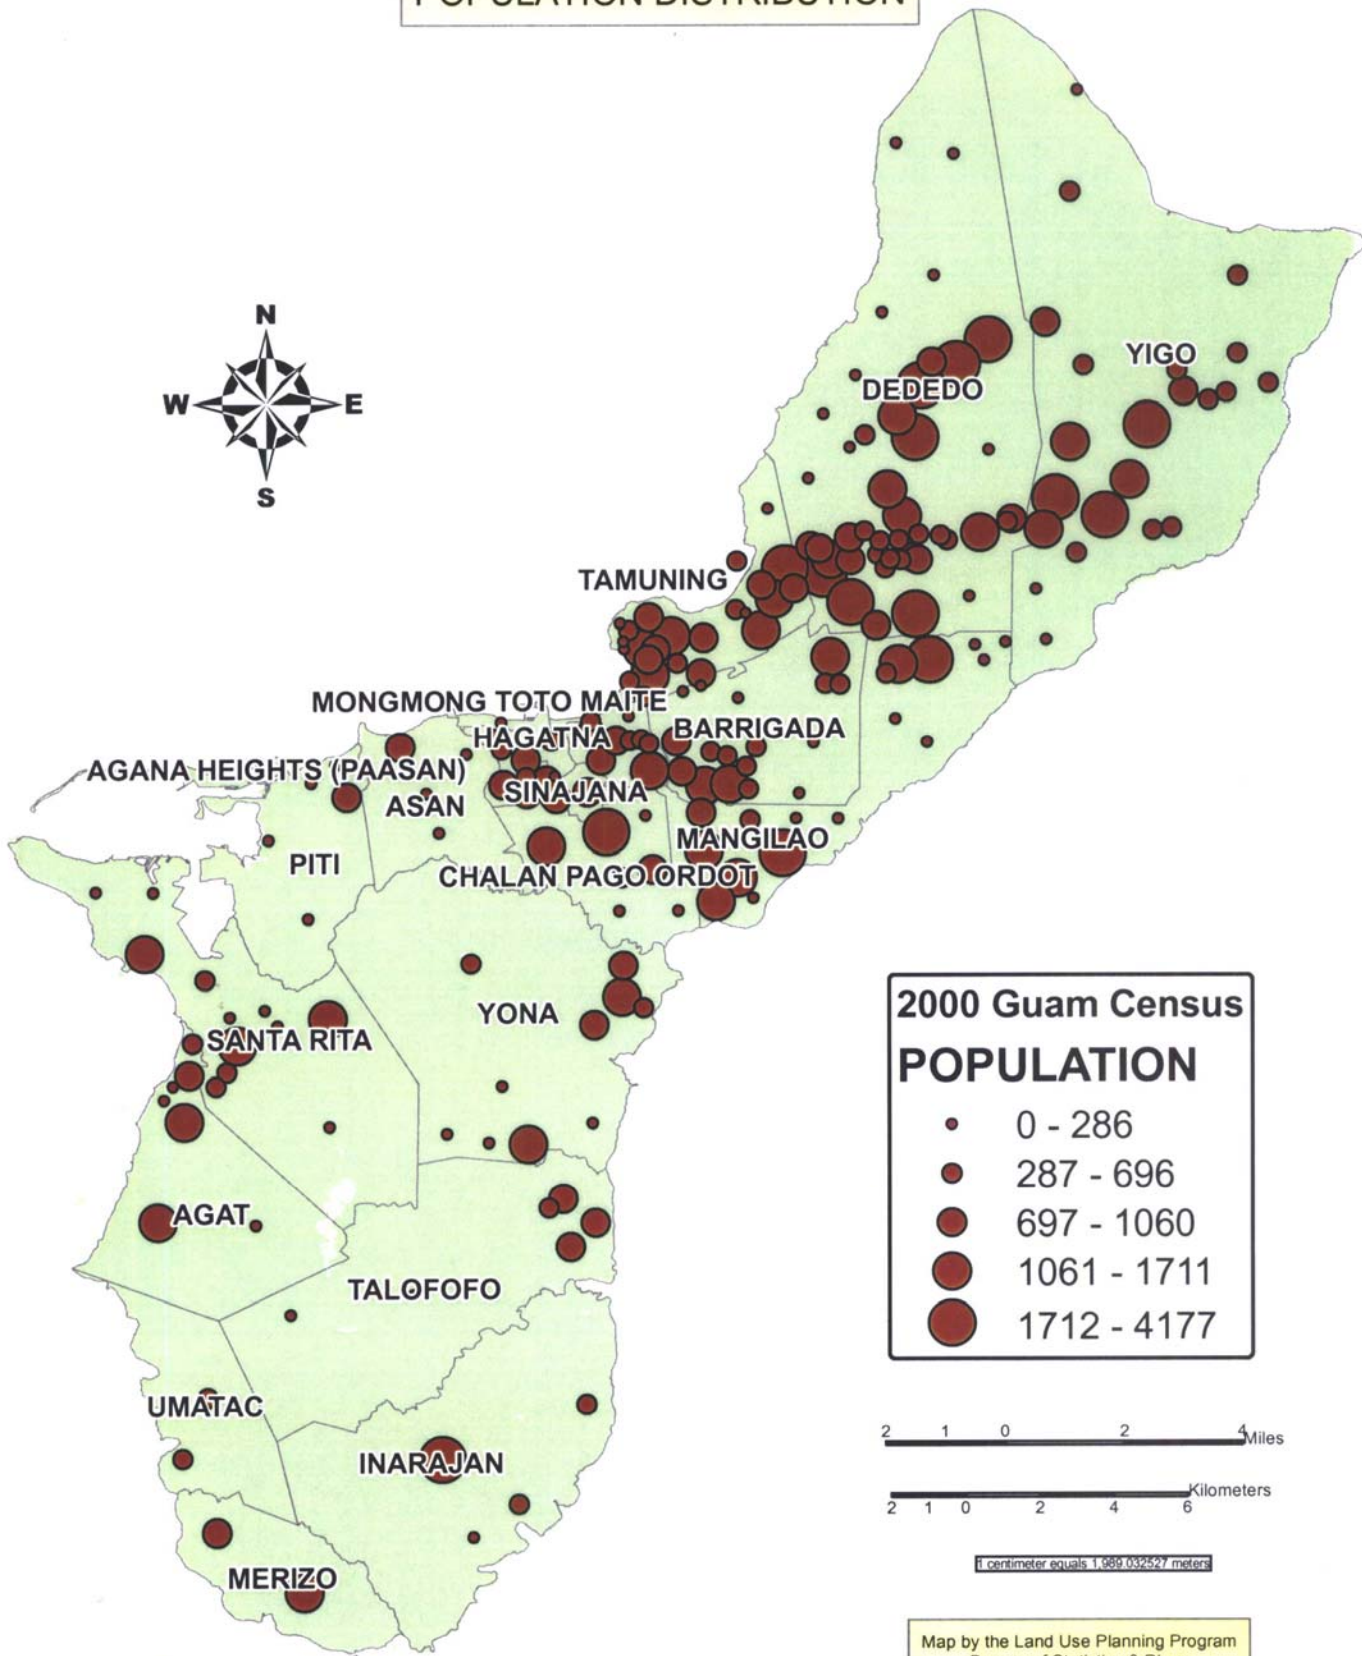 POPULATION DISTRIBUTION
N
W
E
S
YIGO
DEDEDO
TAMUNING
MONGMONG TOTO MAITE
BARRIGADA
HAGATNA
AGANA HEIGHTS (PAASAN)
ASAN
SINAJANA
MANGILAO
PITI
CHALAN PAGO ORDOT
YONA
SANTA RITA
AGAT
TALOFOFO
UMATAC
INARAJAN
MERIZO
2000 Guam Census
POPULATION
0 - 286
287 - 696
697 - 1060
1061 - 1711
1712 - 4177
2 1 0 2 4 Miles
Kilometers
2 1 0 2 4 6
1 centimeter equals 1,989.032527 meters
Map by the Land Use Planning Program